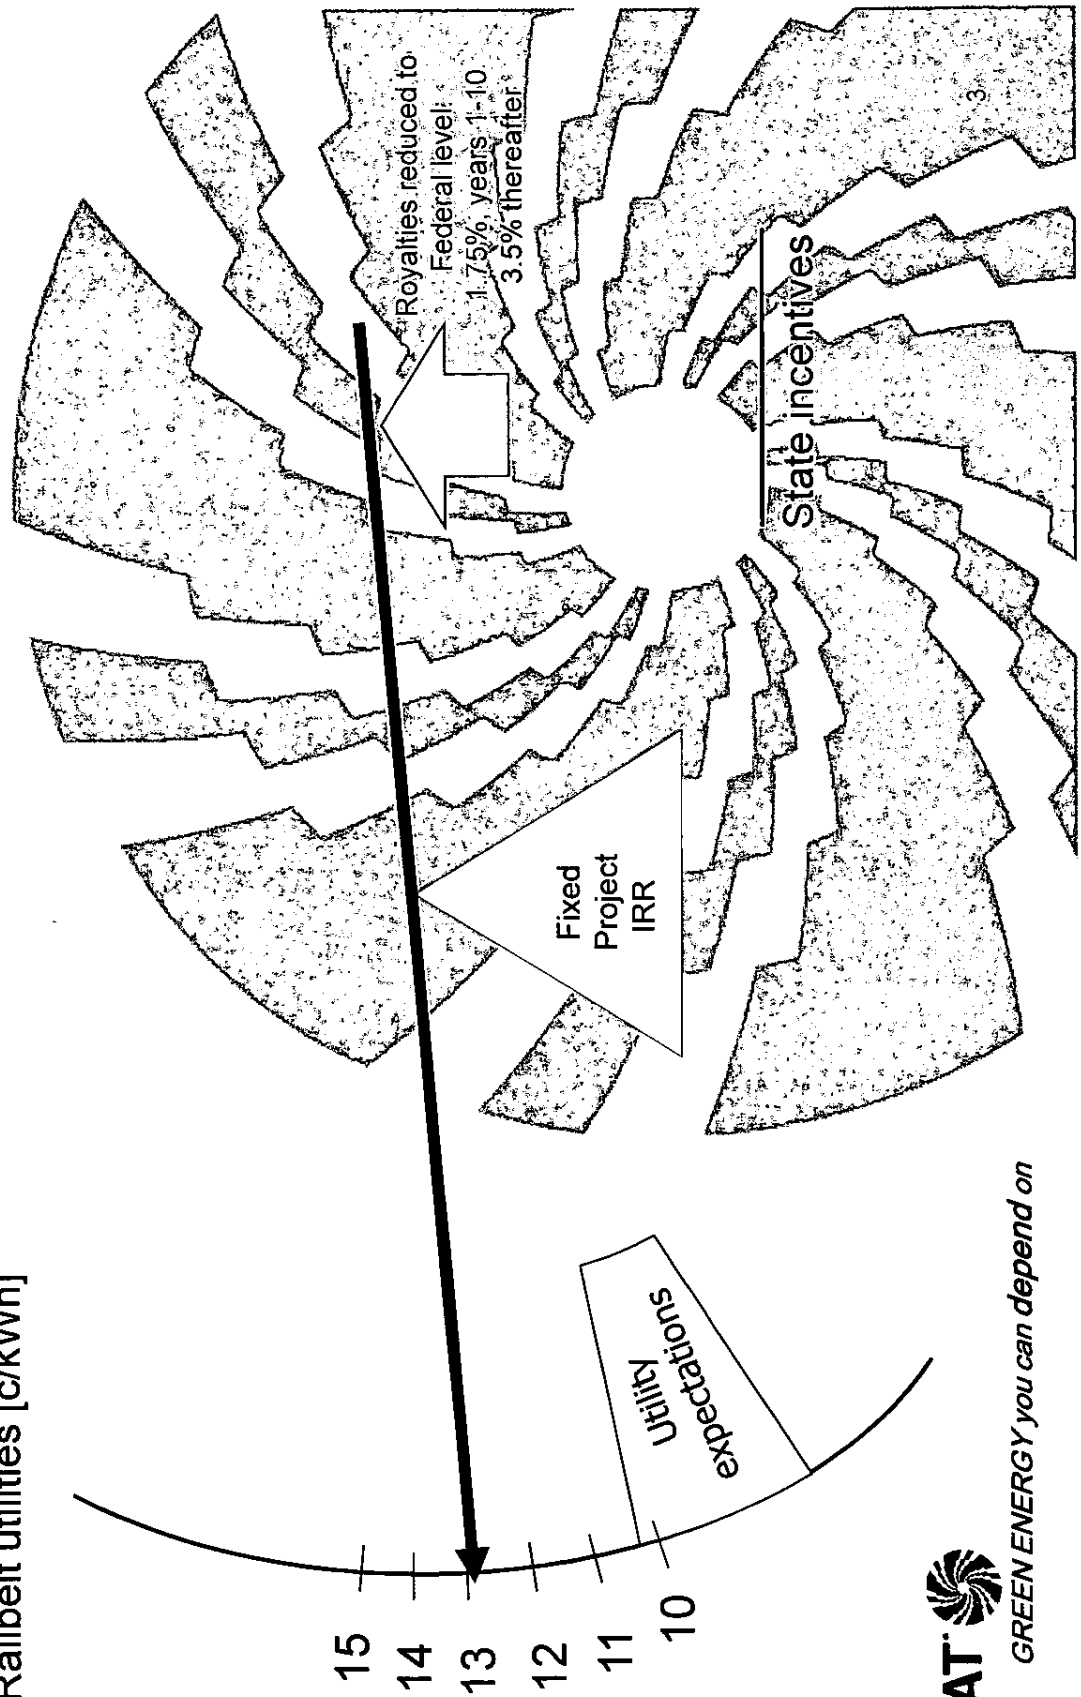 Railbelt utilities [c/kWh]
15
14
13
12
11
10
Utility
expectations
Fixed
Project
IRR
Royalties reduced to
Federal level:
1.75%, years 1-10
3.5% thereafter
State incentives
GREEN ENERGY you can depend on
3